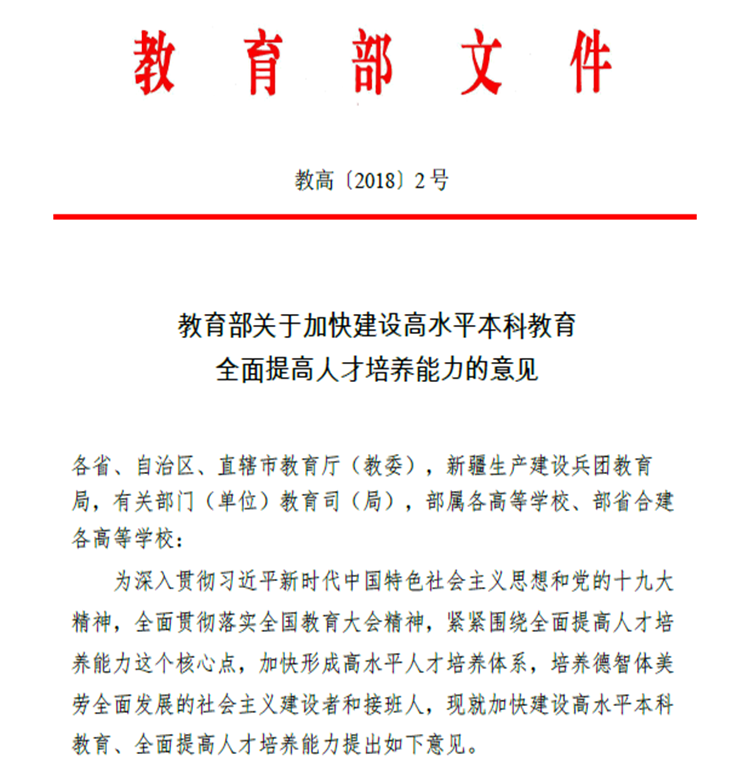 教育部文件
教高〔2018〕2号
教育部关于加快建设高水平本科教育
全面提高人才培养能力的意见
各省、自治区、直辖市教育厅（教委），新疆生产建设兵团教育
局，有关部门（单位）教育司（局），部属各高等学校、部省合建
各高等学校：
为深入贯彻习近平新时代中国特色社会主义思想和党的十九大
精神，全面贯彻落实全国教育大会精神，紧紧围绕全面提高人才培
养能力这个核心点，加快形成高水平人才培养体系，培养德智体美
劳全面发展的社会主义建设者和接班人，现就加快建设高水平本科
教育、全面提高人才培养能力提出如下意见。